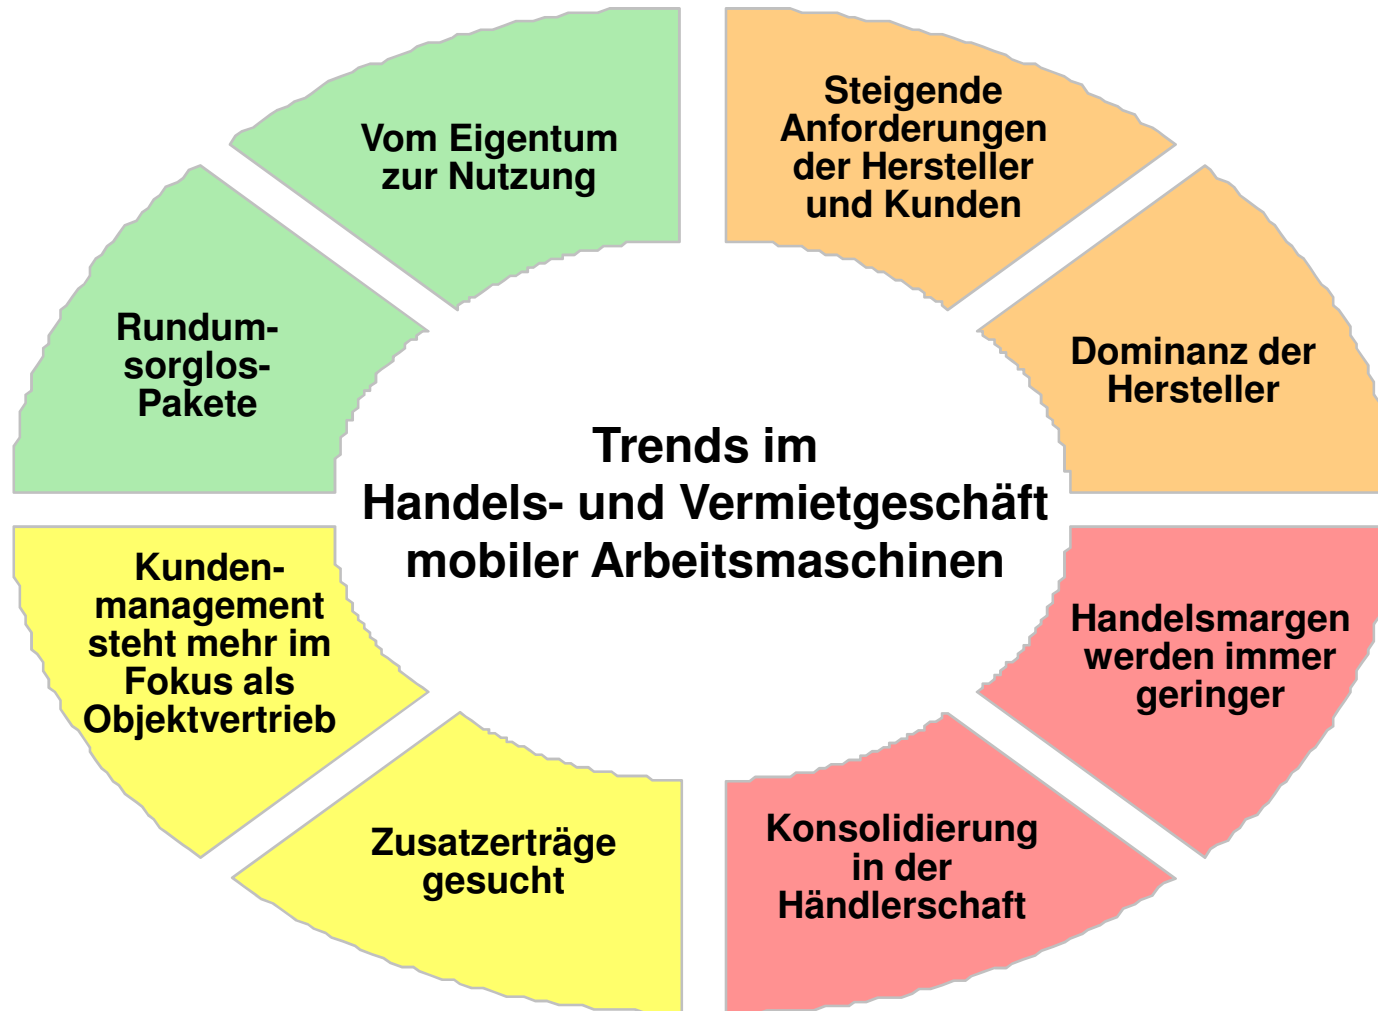 Vom Eigentum
zur Nutzung
Steigende
Anforderungen
der Hersteller
und Kunden
Rundum-
sorglos-
Pakete
Dominanz der
Hersteller
Trends im
Handels- und Vermietgeschäft
mobiler Arbeitsmaschinen
Kunden-
management
steht mehr im
Fokus als
Objektvertrieb
Handelsmargen
werden immer
geringer
Zusatzerträge
gesucht
Konsolidierung
in der
Händlerschaft